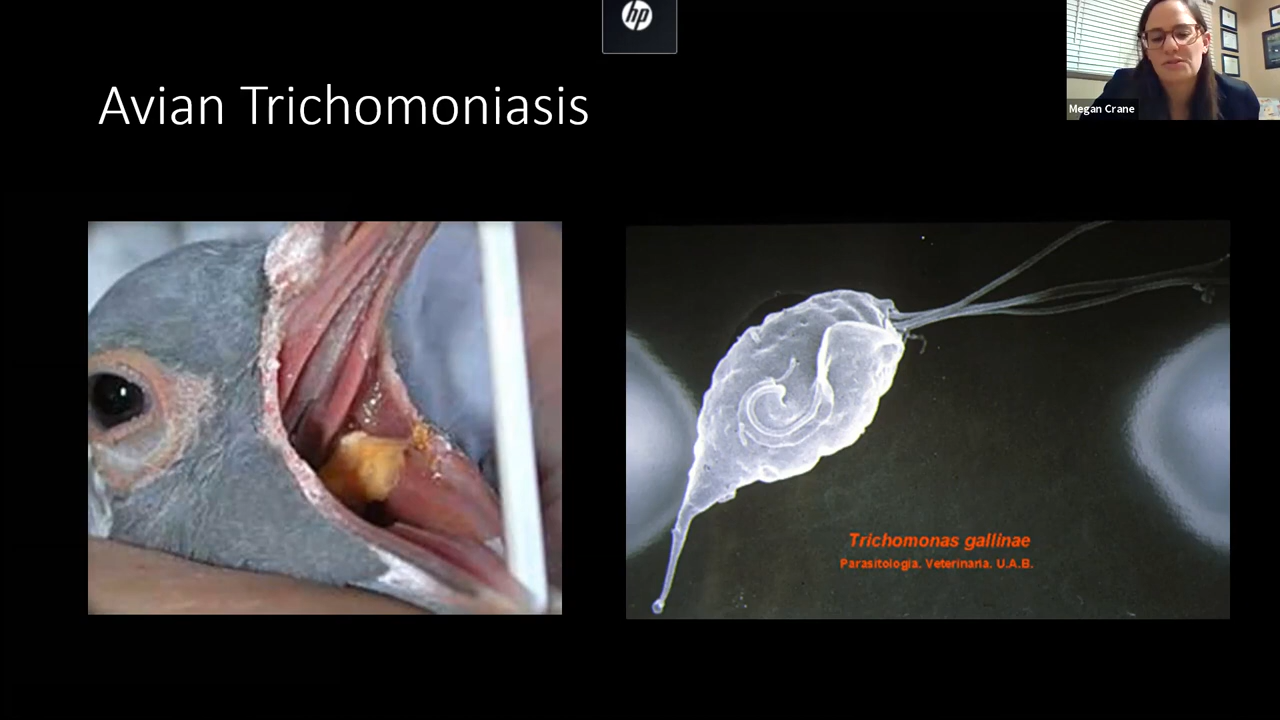 hp
Avian Trichomoniasis
Megan Crane
Trichomonas gallinae
Parasitologia. Veterinaria. U.A.B.